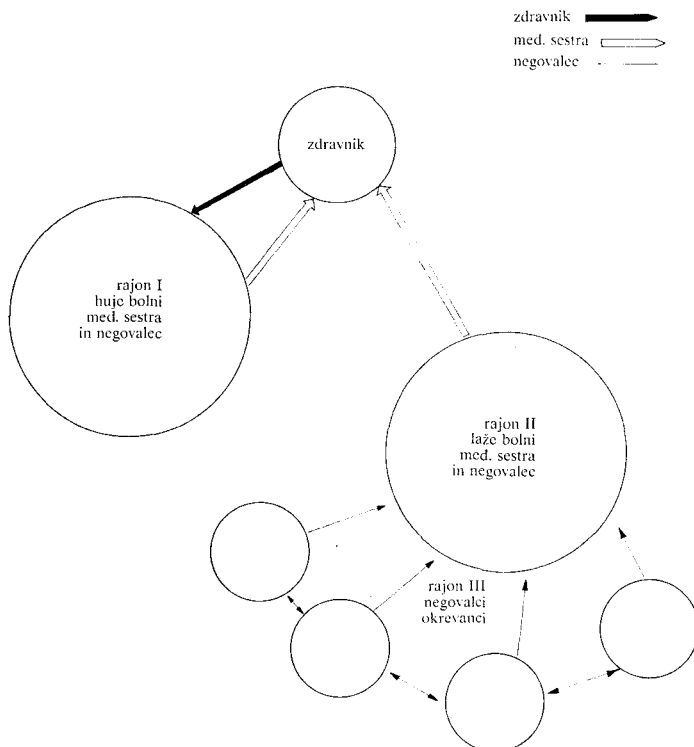 zdravnik
med. sestra
negovalec
zdravnik
rajon I
huje bolni
med. sestra
in negovalec
rajon II
laže bolni
med. sestra
in negovalec
rajon III
negovalci
okrevanci